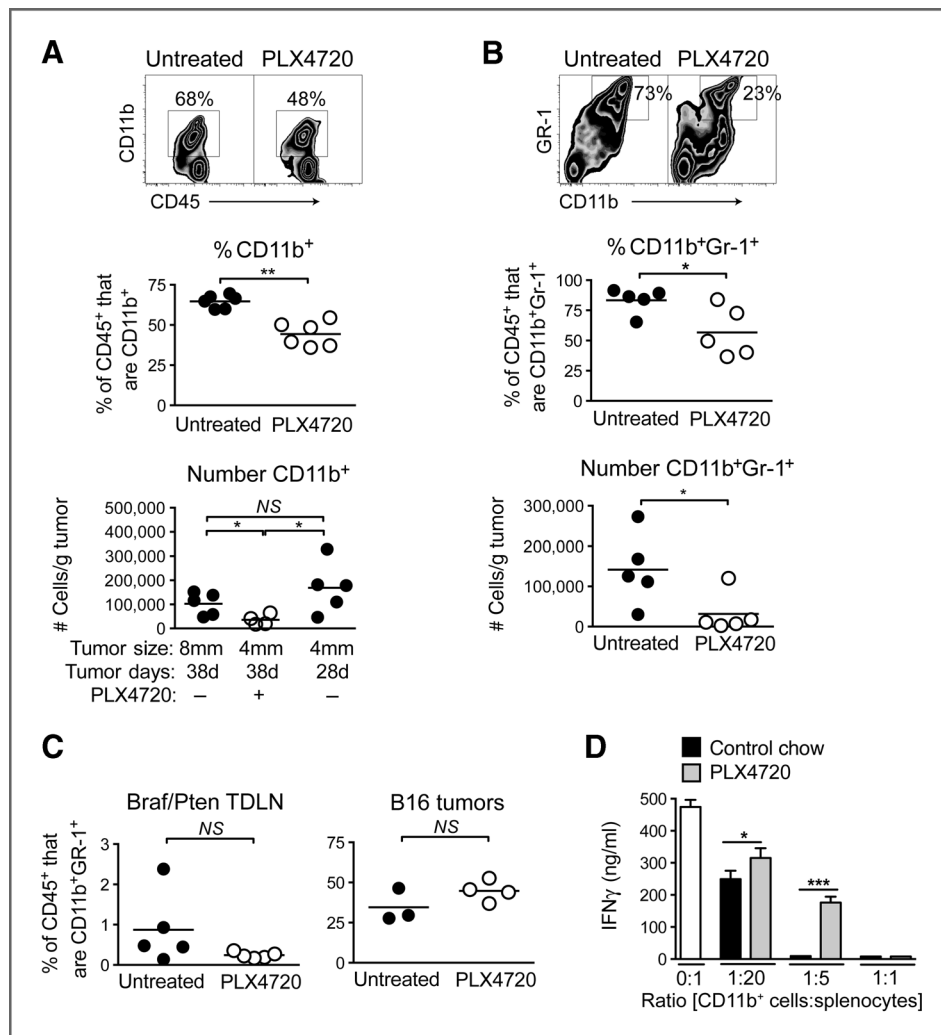 A
Untreated PLX4720
68% 48%
CD11b
CD45
% CD11b⁺
**
% of CD45⁺ that
are CD11b⁺
75
50
25
0
Untreated PLX4720
Number CD11b⁺
NS
* *
# Cells/g tumor
500,000
400,000
300,000
200,000
100,000
0
Tumor size: 8mm 4mm 4mm
Tumor days: 38d 38d 28d
PLX4720: – + –
B
Untreated PLX4720
73% 23%
GR-1
CD11b
% CD11b⁺Gr-1⁺
*
% of CD45⁺ that
are CD11b⁺Gr-1⁺
100
75
50
25
0
Untreated PLX4720
Number CD11b⁺Gr-1⁺
*
# Cells/g tumor
300,000
200,000
100,000
0
Untreated PLX4720
C
Braf/Pten TDLN
NS
% of CD45⁺ that
are CD11b⁺GR-1⁺
3
2
1
0
Untreated PLX4720
B16 tumors
NS
75
50
25
0
Untreated PLX4720
D
Control chow
PLX4720
IFNγ (ng/ml)
500
400
300
200
100
0
*
***
0:1 1:20 1:5 1:1
Ratio [CD11b⁺ cells:splenocytes]